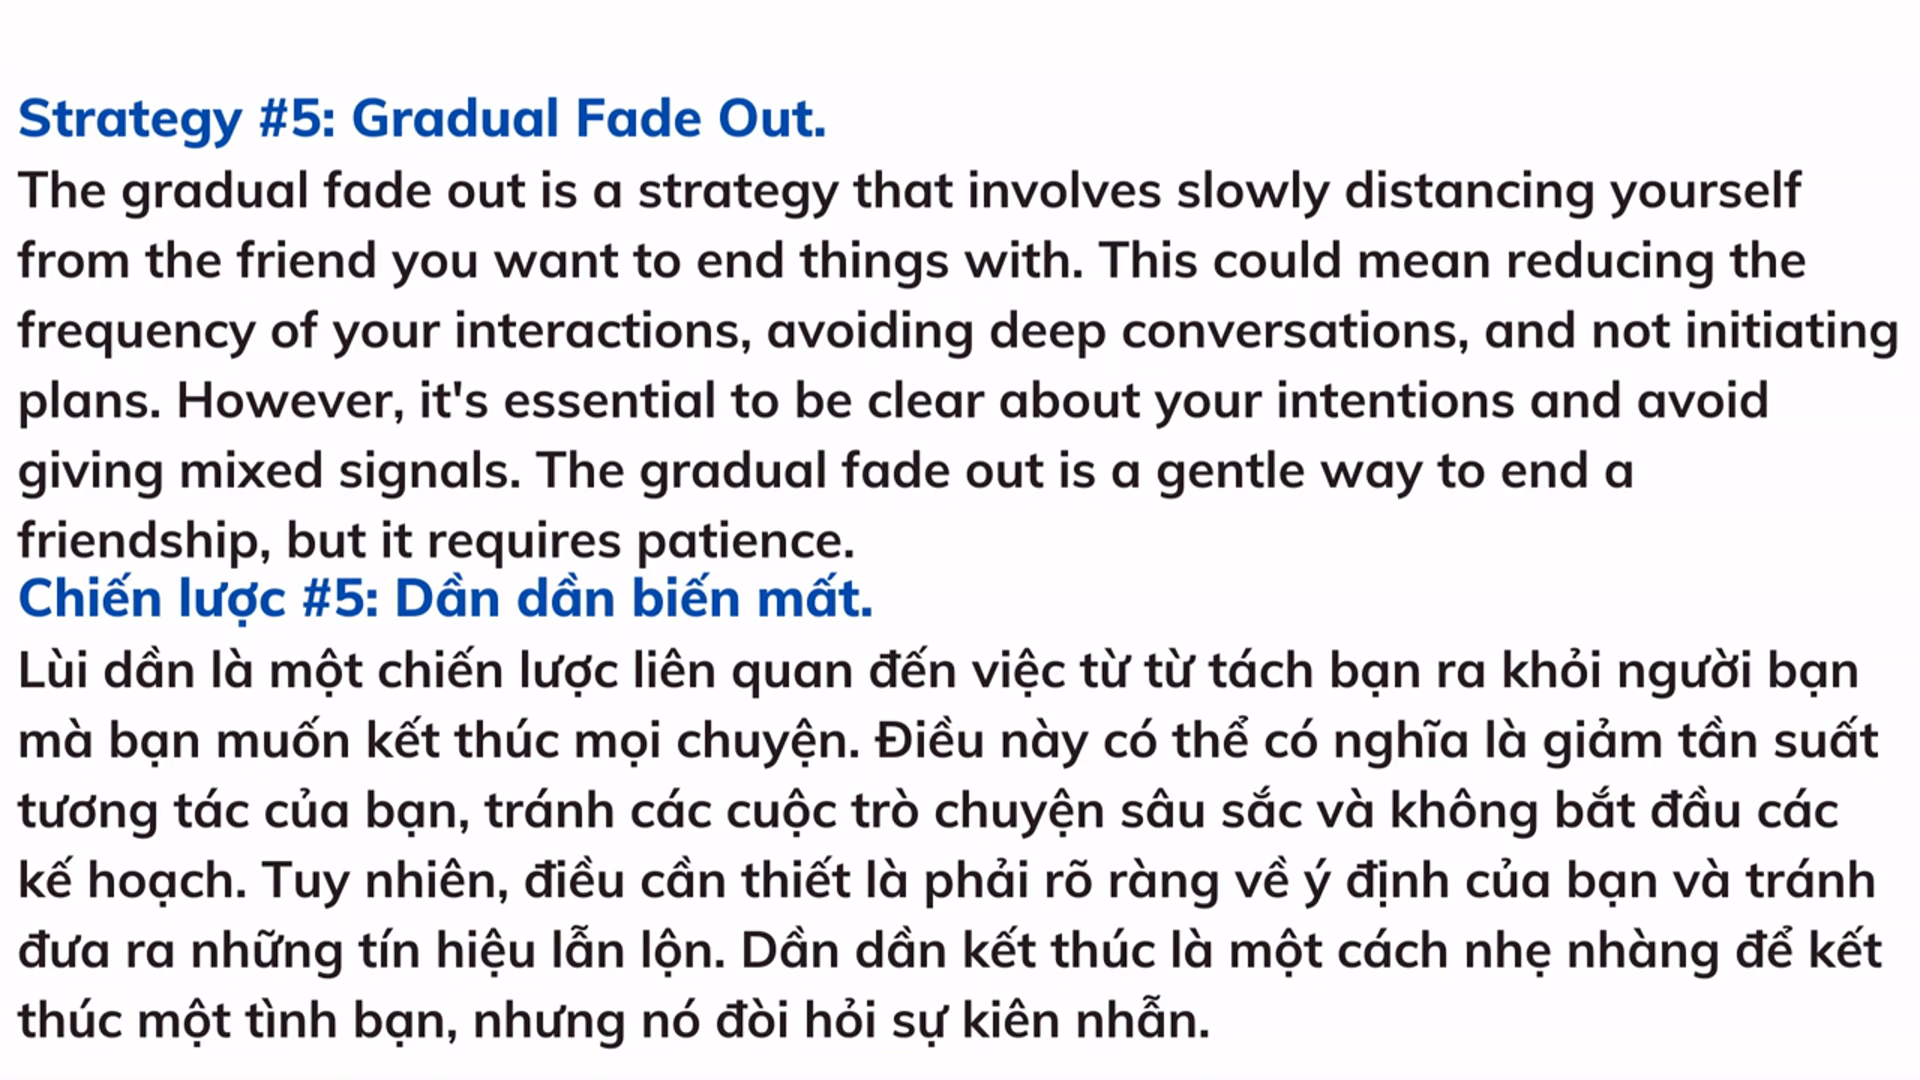 Strategy #5: Gradual Fade Out.
The gradual fade out is a strategy that involves slowly distancing yourself
from the friend you want to end things with. This could mean reducing the
frequency of your interactions, avoiding deep conversations, and not initiating
plans. However, it's essential to be clear about your intentions and avoid
giving mixed signals. The gradual fade out is a gentle way to end a
friendship, but it requires patience.
Chiến lược #5: Dần dần biến mất.
Lùi dần là một chiến lược liên quan đến việc từ từ tách bạn ra khỏi người bạn
mà bạn muốn kết thúc mọi chuyện. Điều này có thể có nghĩa là giảm tần suất
tương tác của bạn, tránh các cuộc trò chuyện sâu sắc và không bắt đầu các
kế hoạch. Tuy nhiên, điều cần thiết là phải rõ ràng về ý định của bạn và tránh
đưa ra những tín hiệu lẫn lộn. Dần dần kết thúc là một cách nhẹ nhàng để kết
thúc một tình bạn, nhưng nó đòi hỏi sự kiên nhẫn.